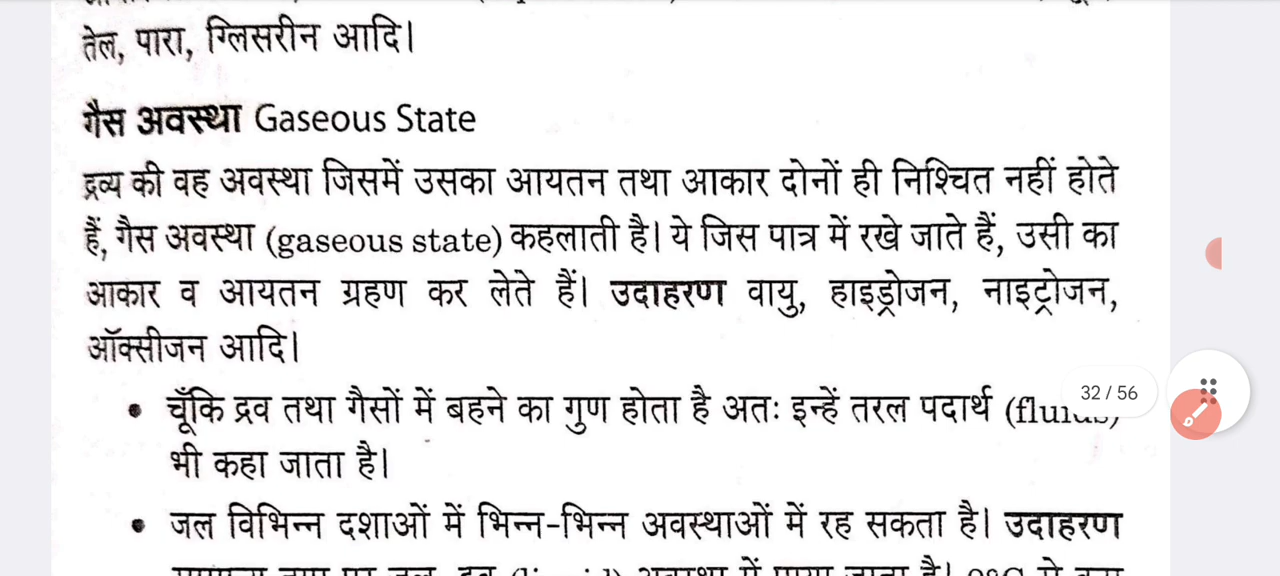 तेल, पारा, ग्लिसरीन आदि।
गैस अवस्था Gaseous State
द्रव्य की वह अवस्था जिसमें उसका आयतन तथा आकार दोनों ही निश्चित नहीं होते
हैं, गैस अवस्था (gaseous state) कहलाती है। ये जिस पात्र में रखे जाते हैं, उसी का
आकार व आयतन ग्रहण कर लेते हैं। उदाहरण वायु, हाइड्रोजन, नाइट्रोजन,
ऑक्सीजन आदि।
32 / 56
• चूँकि द्रव तथा गैसों में बहने का गुण होता है अतः इन्हें तरल पदार्थ (fluids)
भी कहा जाता है।
• जल विभिन्न दशाओं में भिन्न-भिन्न अवस्थाओं में रह सकता है। उदाहरण